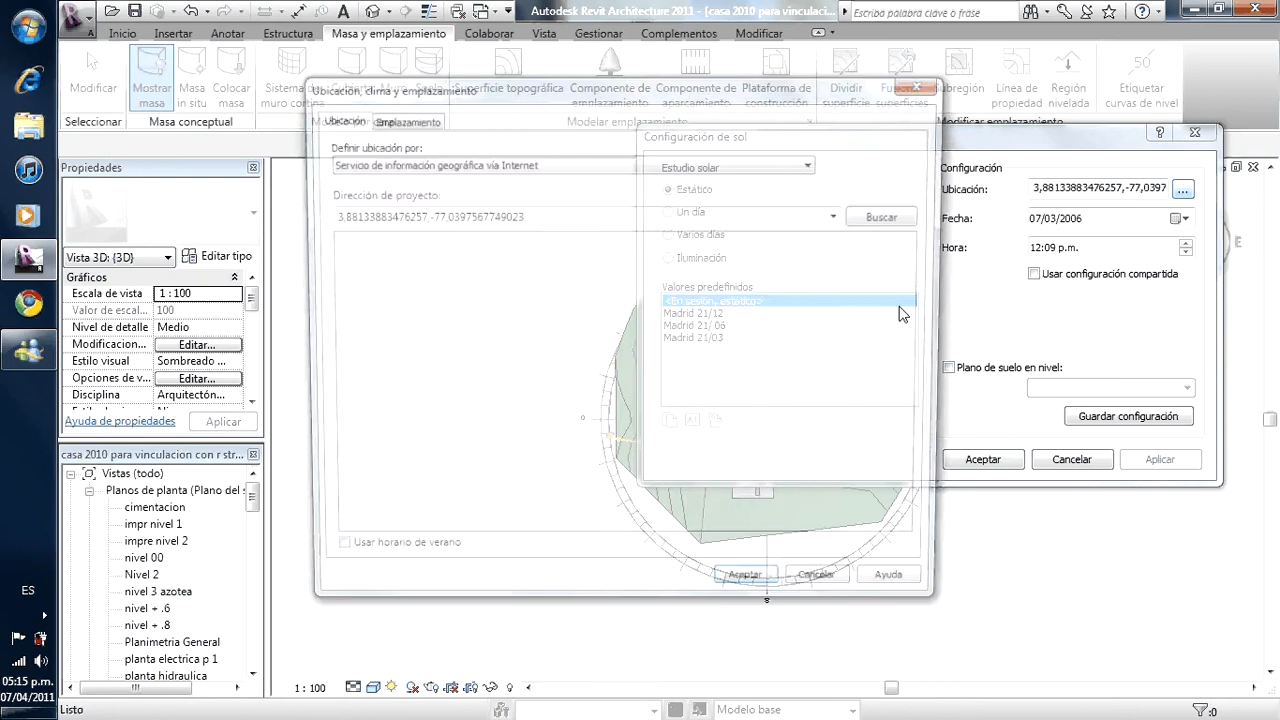 Autodesk Revit Architecture 2011 - [casa 2010 para vinculaci...
Escriba palabra clave o frase
Inicio Insertar Anotar Estructura Masa y emplazamiento Colaborar Vista Gestionar Complementos Modificar
Modificar
Mostrar masa
Masa in situ
Colocar masa
Sistema de muro cortina
Superficie topográfica
Componente de emplazamiento
Componente de aparcamiento
Plataforma de construcción
Dividir superficie
Subregión
Línea de propiedad
Región nivelada
Etiquetar curvas de nivel
50
Seleccionar
Masa conceptual
Modelar emplazamiento
Modificar emplazamiento
Propiedades
Vista 3D: {3D}
Editar tipo
Gráficos
Escala de vista 1 : 100
Valor de escal... 100
Nivel de detalle Medio
Modificacion... Editar...
Estilo visual Sombreado ...
Opciones de v... Editar...
Disciplina Arquitectón...
Ayuda de propiedades
Aplicar
casa 2010 para vinculacion con r str...
Vistas (todo)
Planos de planta (Plano del s
cimentacion
impr nivel 1
impre nivel 2
nivel 00
Nivel 2
nivel 3 azotea
nivel + .6
nivel + .8
Planimetria General
planta electrica p 1
planta hidraulica
Ubicación, clima y emplazamiento
Ubicación
Emplazamiento
Definir ubicación por:
Servicio de información geográfica vía Internet
Dirección de proyecto:
3.88133883476257 -77.0397567749023
Buscar
Usar horario de verano
Aceptar
Cancelar
Ayuda
Configuración de sol
Estudio solar
Estático
Un día
Varios días
Iluminación
Valores predefinidos
<En sesión, estático>
Madrid 21/12
Madrid 21/ 06
Madrid 21/03
Configuración
Ubicación: 3,88133883476257,-77,0397 ...
Fecha: 07/03/2006
Hora: 12:09 p.m.
Usar configuración compartida
Plano de suelo en nivel:
Guardar configuración
Aceptar
Cancelar
Aplicar
E
O
s
1 : 100
ES
05:15 p.m.
07/04/2011
Listo
Modelo base
:0